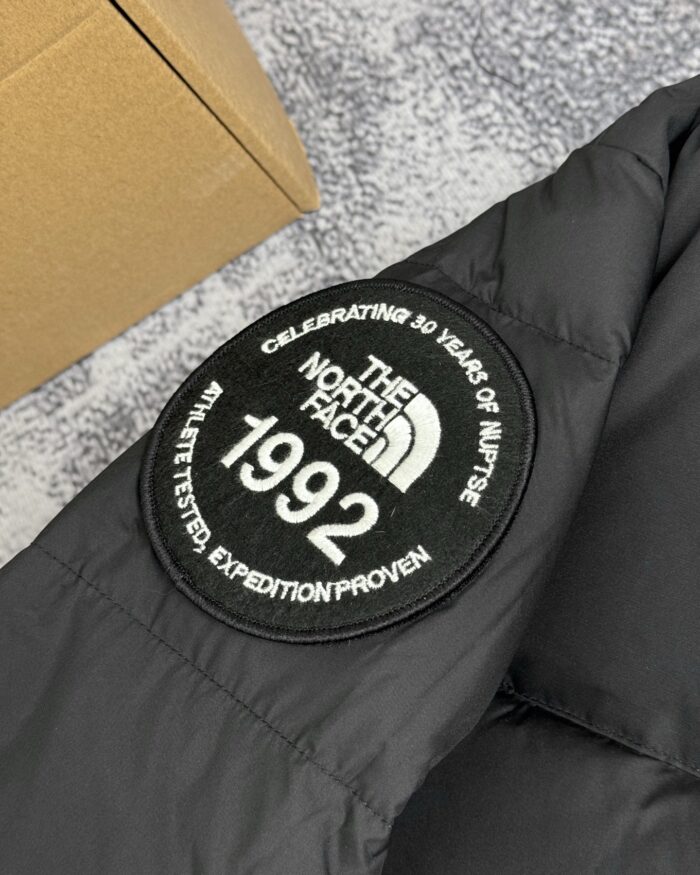 CELEBRATING 30 YEARS OF NUPTSE
THE
NORTH
FACE
1992
ATHLETE TESTED, EXPEDITION PROVEN